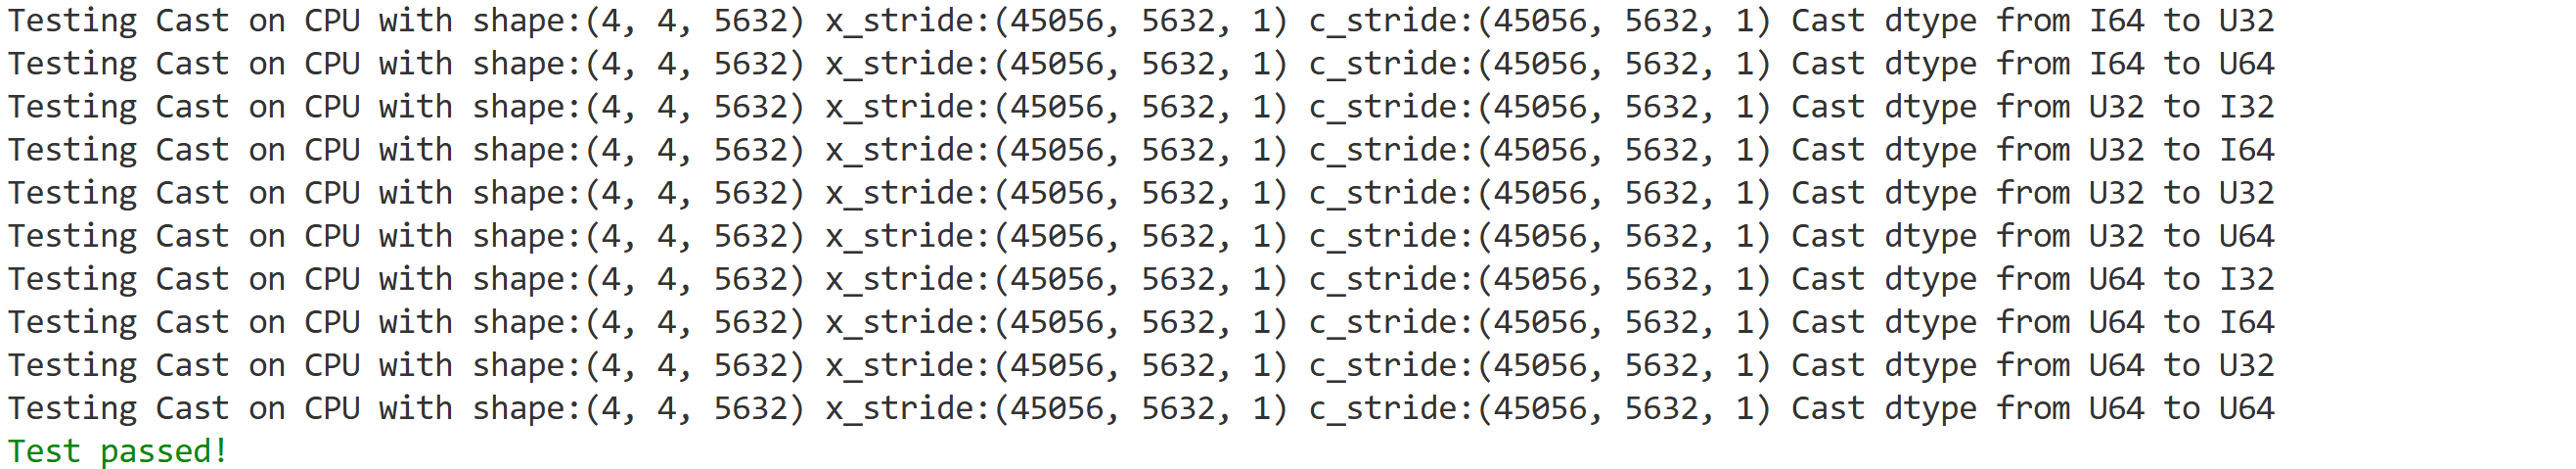 Testing Cast on CPU with shape:(4, 4, 5632) x_stride:(45056, 5632, 1) c_stride:(45056, 5632, 1) Cast dtype from I64 to U32
Testing Cast on CPU with shape:(4, 4, 5632) x_stride:(45056, 5632, 1) c_stride:(45056, 5632, 1) Cast dtype from I64 to U64
Testing Cast on CPU with shape:(4, 4, 5632) x_stride:(45056, 5632, 1) c_stride:(45056, 5632, 1) Cast dtype from U32 to I32
Testing Cast on CPU with shape:(4, 4, 5632) x_stride:(45056, 5632, 1) c_stride:(45056, 5632, 1) Cast dtype from U32 to I64
Testing Cast on CPU with shape:(4, 4, 5632) x_stride:(45056, 5632, 1) c_stride:(45056, 5632, 1) Cast dtype from U32 to U32
Testing Cast on CPU with shape:(4, 4, 5632) x_stride:(45056, 5632, 1) c_stride:(45056, 5632, 1) Cast dtype from U32 to U64
Testing Cast on CPU with shape:(4, 4, 5632) x_stride:(45056, 5632, 1) c_stride:(45056, 5632, 1) Cast dtype from U64 to I32
Testing Cast on CPU with shape:(4, 4, 5632) x_stride:(45056, 5632, 1) c_stride:(45056, 5632, 1) Cast dtype from U64 to I64
Testing Cast on CPU with shape:(4, 4, 5632) x_stride:(45056, 5632, 1) c_stride:(45056, 5632, 1) Cast dtype from U64 to U32
Testing Cast on CPU with shape:(4, 4, 5632) x_stride:(45056, 5632, 1) c_stride:(45056, 5632, 1) Cast dtype from U64 to U64
Test passed!